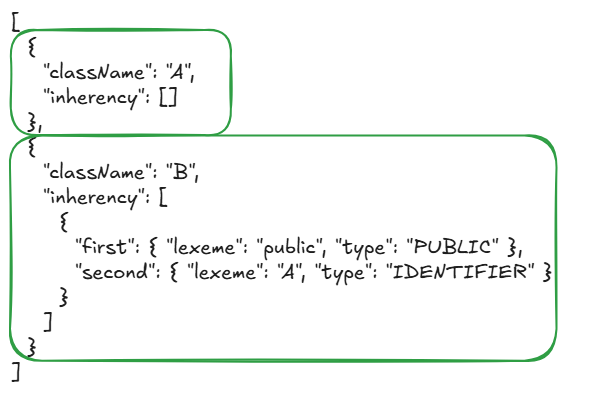 [
{
"className": "A",
"inherency": []
},
{
"className": "B",
"inherency": [
{
"first": { "lexeme": "public", "type": "PUBLIC" },
"second": { "lexeme": "A", "type": "IDENTIFIER" }
}
]
}
]